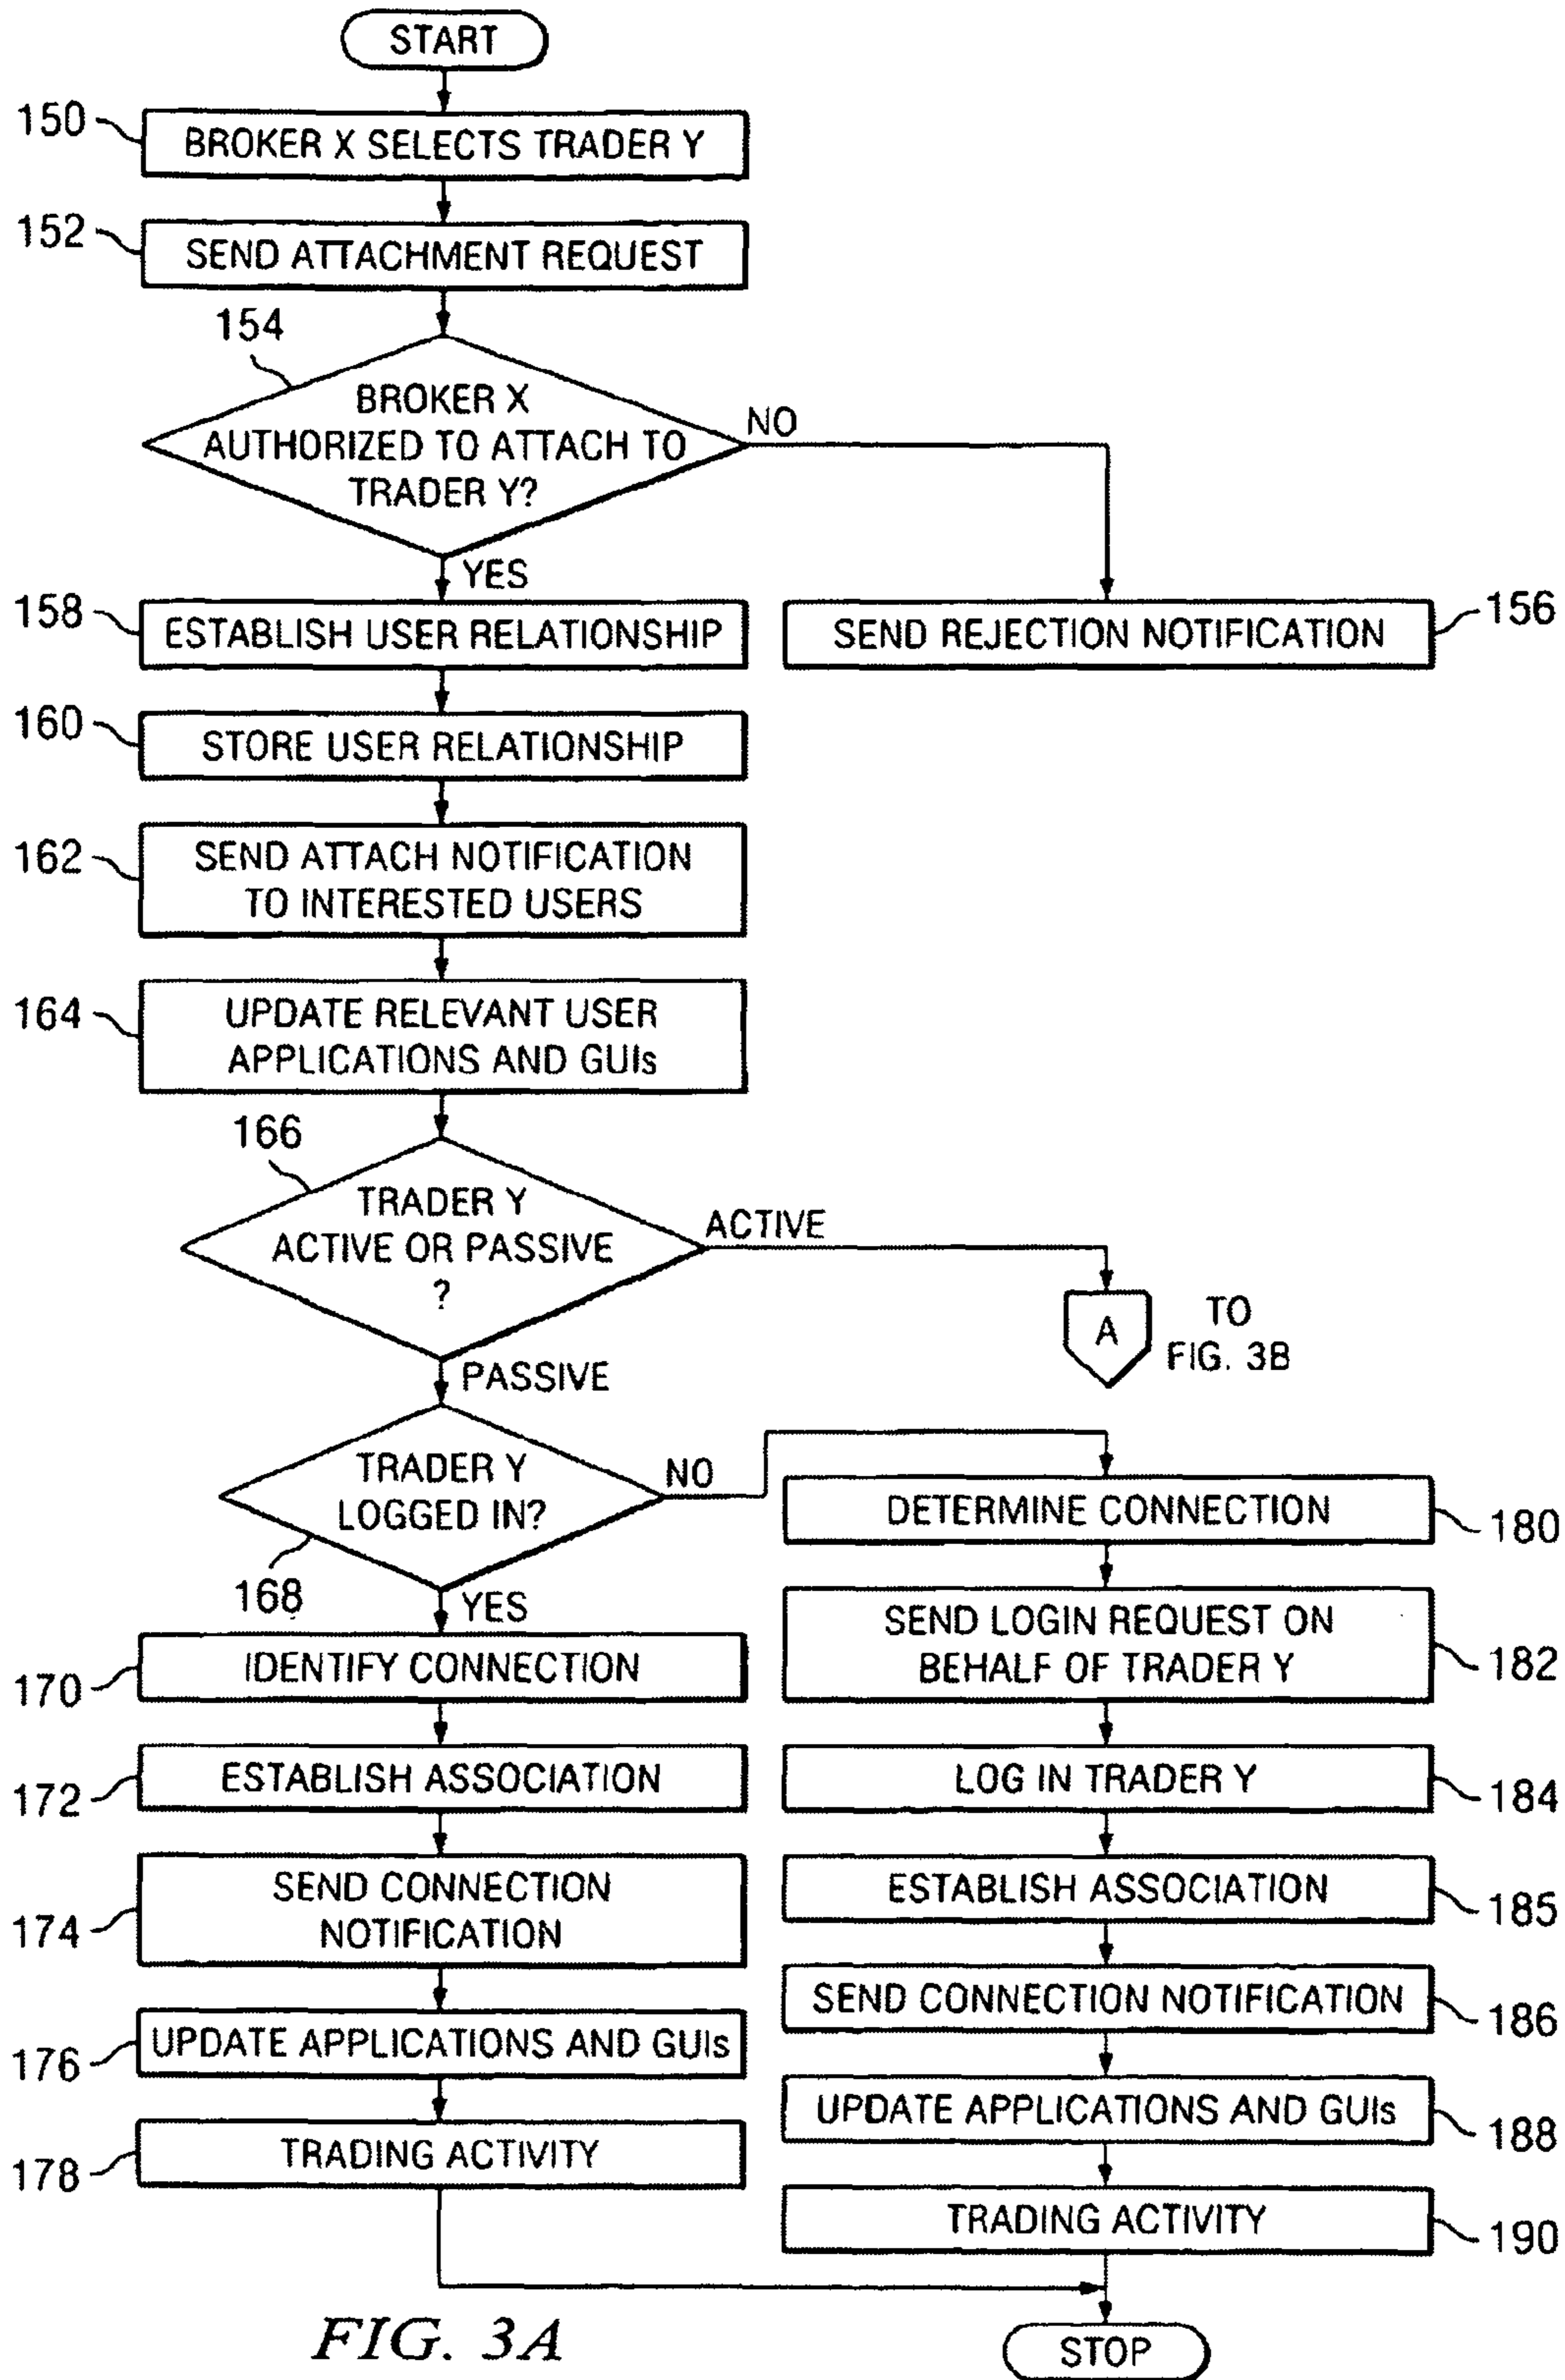 START
150
BROKER X SELECTS TRADER Y
152
SEND ATTACHMENT REQUEST
154
BROKER X
AUTHORIZED TO ATTACH TO
TRADER Y?
NO
YES
158
ESTABLISH USER RELATIONSHIP
SEND REJECTION NOTIFICATION
156
160
STORE USER RELATIONSHIP
162
SEND ATTACH NOTIFICATION
TO INTERESTED USERS
164
UPDATE RELEVANT USER
APPLICATIONS AND GUIs
166
TRADER Y
ACTIVE OR PASSIVE
?
ACTIVE
A
TO
FIG. 3B
PASSIVE
TRADER Y
LOGGED IN?
NO
168
YES
170
IDENTIFY CONNECTION
172
ESTABLISH ASSOCIATION
174
SEND CONNECTION
NOTIFICATION
176
UPDATE APPLICATIONS AND GUIs
178
TRADING ACTIVITY
DETERMINE CONNECTION
180
SEND LOGIN REQUEST ON
BEHALF OF TRADER Y
182
LOG IN TRADER Y
184
ESTABLISH ASSOCIATION
185
SEND CONNECTION NOTIFICATION
186
UPDATE APPLICATIONS AND GUIs
188
TRADING ACTIVITY
190
STOP
FIG. 3A